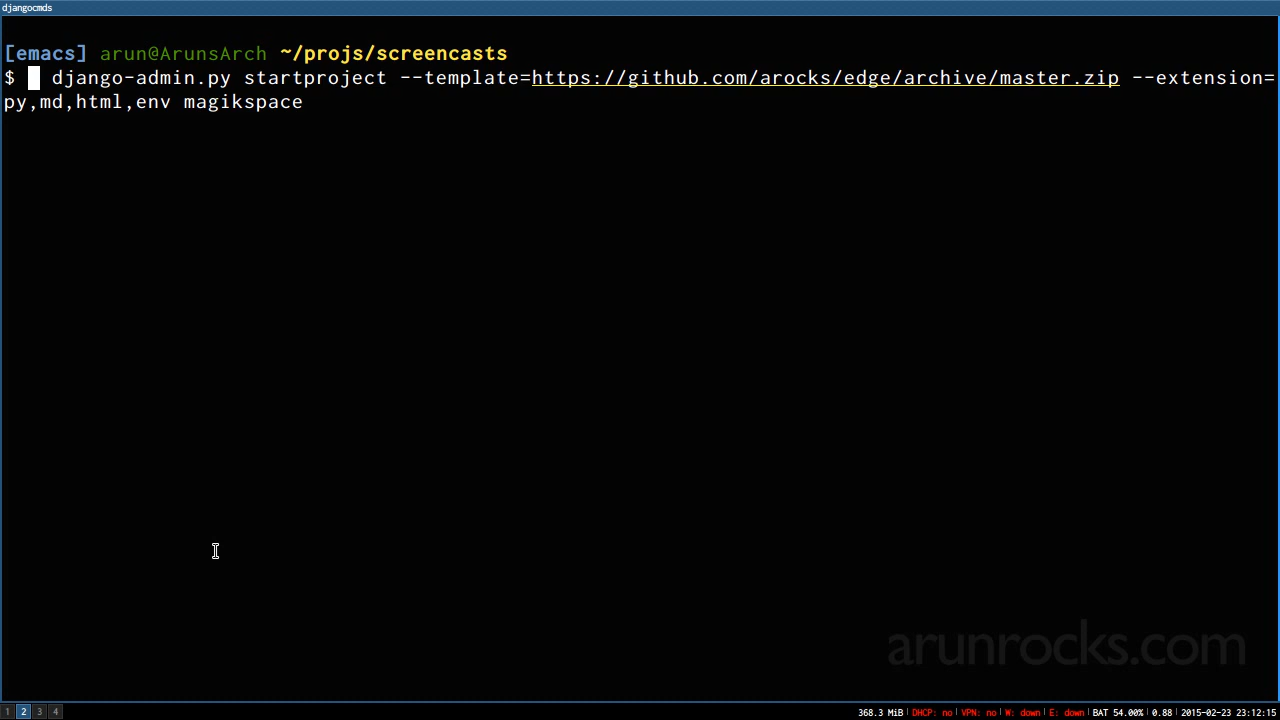 djangocmds
[emacs] arun@ArunsArch ~/projs/screencasts
$ django-admin.py startproject --template=https://github.com/arocks/edge/archive/master.zip --extension=
py,md,html,env magikspace
arunrocks.com
1 2 3 4 368.3 MiB | DHCP: no | VPN: no | W: down | E: down | BAT 54.00% | 0.88 | 2015-02-23 23:12:15